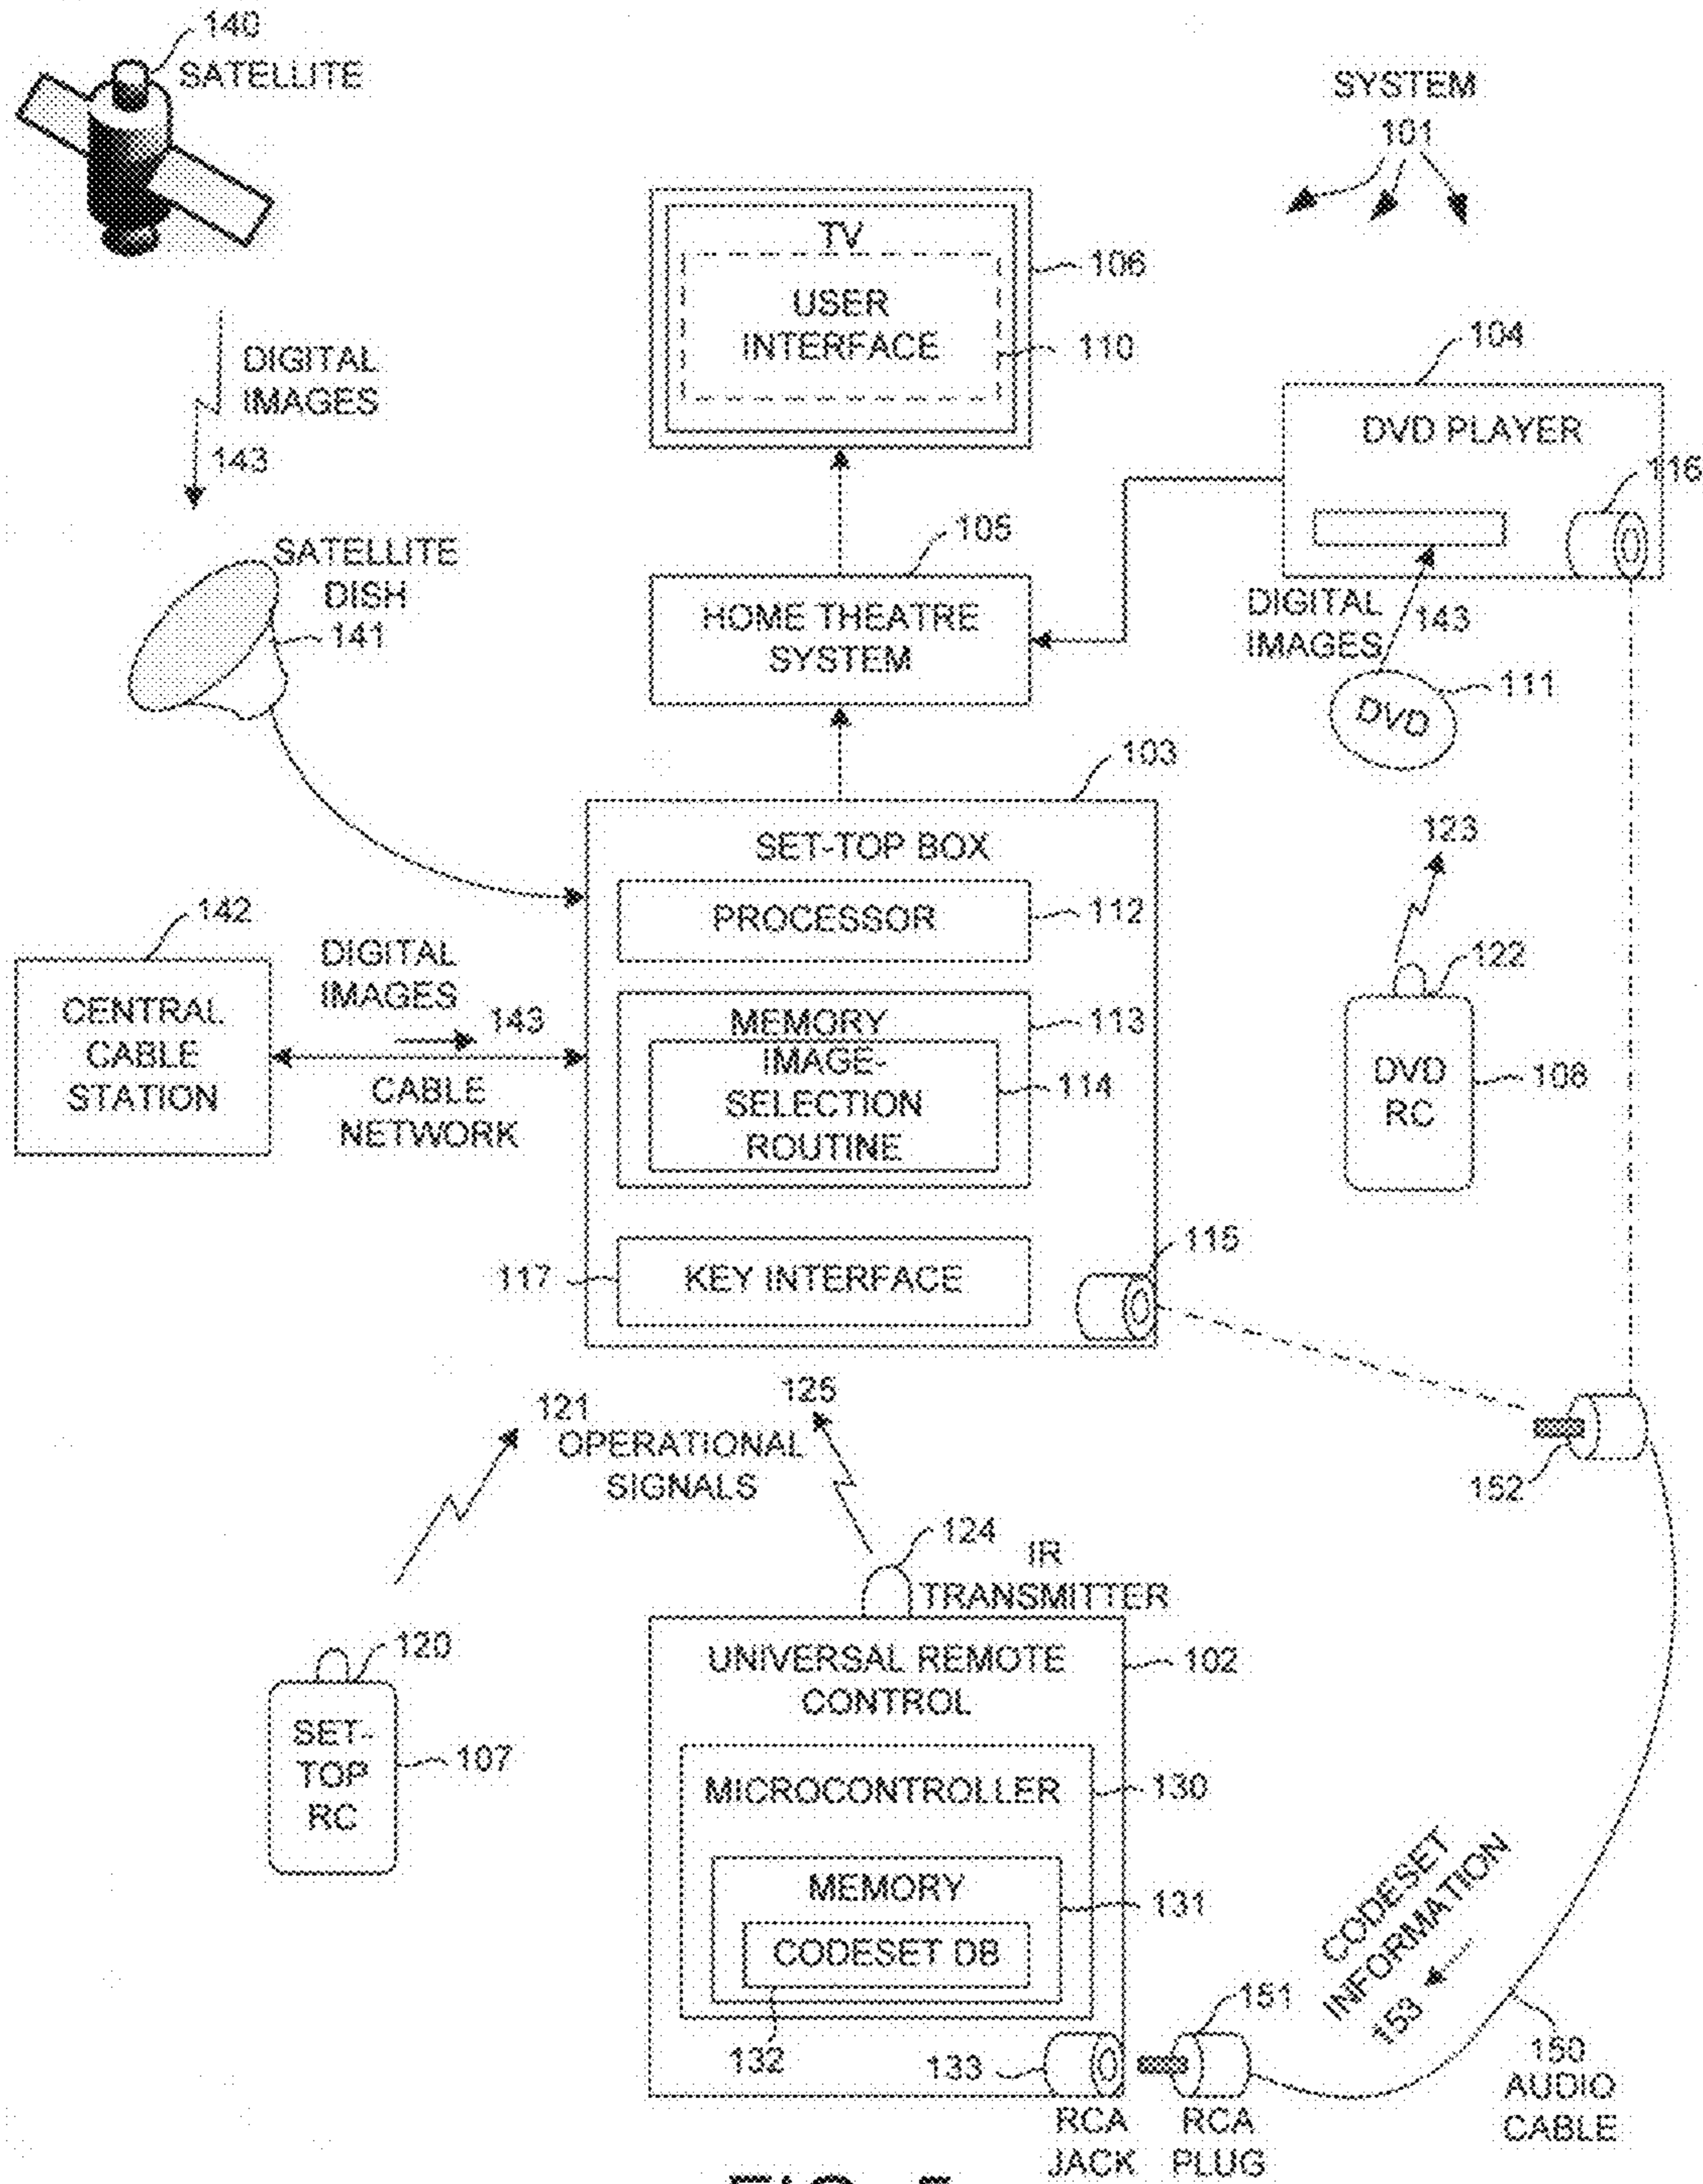 140
SATELLITE
SYSTEM
101
TV
USER
INTERFACE
106
110
DIGITAL
IMAGES
143
104
DVD PLAYER
116
SATELLITE
DISH
141
105
HOME THEATRE
SYSTEM
DIGITAL
IMAGES
143
DVD
111
103
SET-TOP BOX
PROCESSOR
112
MEMORY
113
IMAGE-
SELECTION
ROUTINE
114
KEY INTERFACE
117
115
142
CENTRAL
CABLE
STATION
DIGITAL
IMAGES
143
CABLE
NETWORK
123
122
DVD
RC
108
121
OPERATIONAL
SIGNALS
125
152
124
IR
TRANSMITTER
120
SET-
TOP
RC
107
UNIVERSAL REMOTE
CONTROL
102
MICROCONTROLLER
130
MEMORY
131
CODESET DB
132
133
RCA
JACK
151
RCA
PLUG
CODESET
INFORMATION
153
150
AUDIO
CABLE